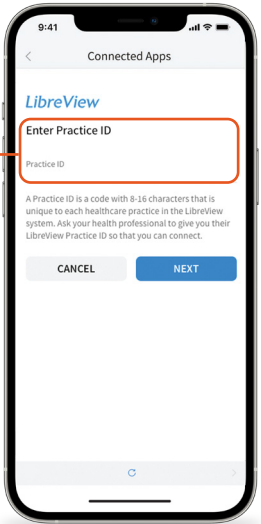 9:41
Connected Apps
LibreView
Enter Practice ID
Practice ID
A Practice ID is a code with 8-16 characters that is
unique to each healthcare practice in the LibreView
system. Ask your health professional to give you their
LibreView Practice ID so that you can connect.
CANCEL NEXT